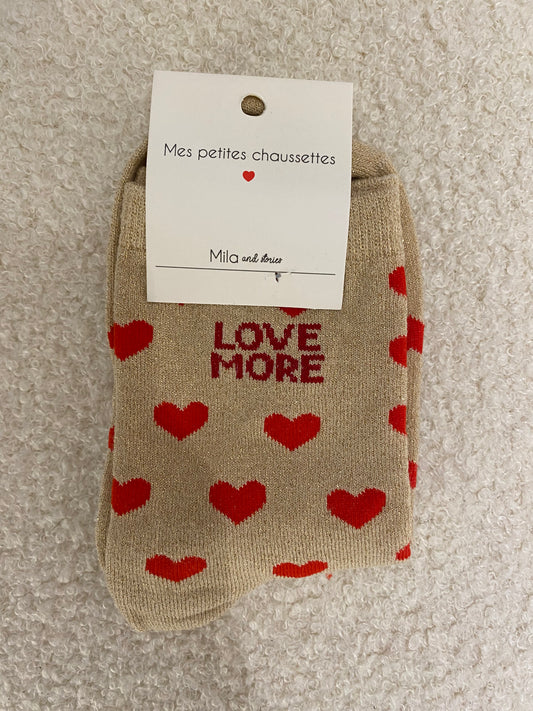 Mes petites chaussettes
Mila and stories
LOVE
MORE